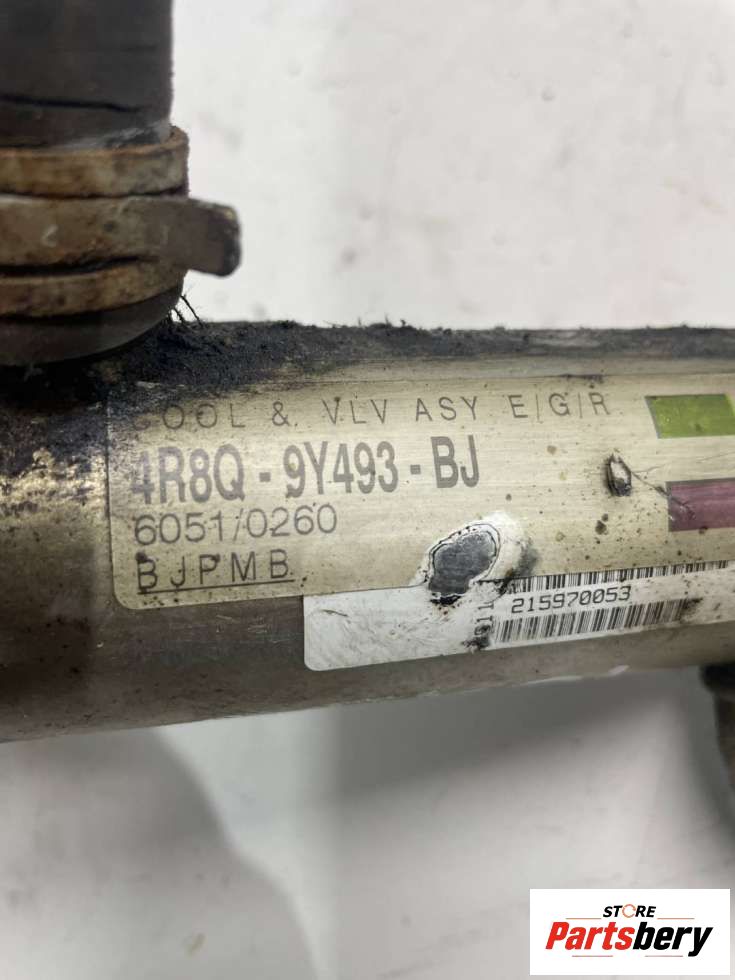 COOL & VLV ASY E/G/R
4R8Q-9Y493-BJ
6051/0260
BJPMB
215970053
STORE
Partsbery